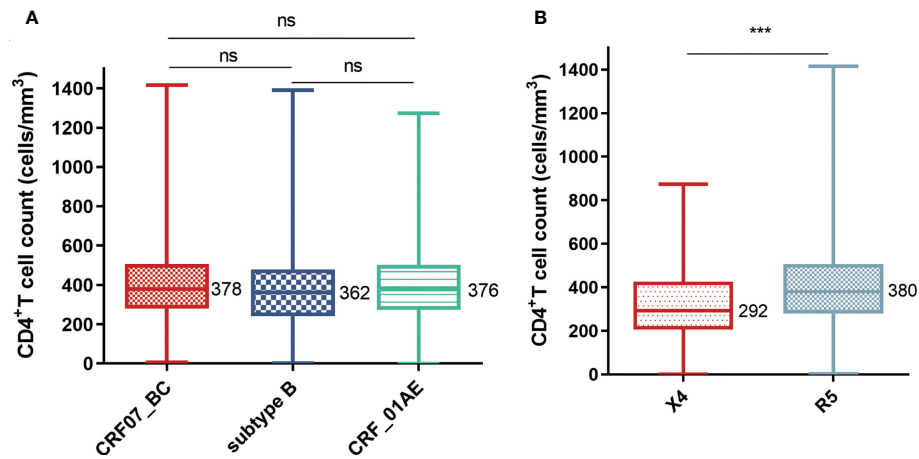 A
ns
ns
ns
CD4⁺T cell count (cells/mm³)
1400
1200
1000
800
600
400
200
0
378
362
376
CRF07_BC
subtype B
CRF_01AE
B
***
CD4⁺T cell count (cells/mm³)
1400
1200
1000
800
600
400
200
0
292
380
X4
R5